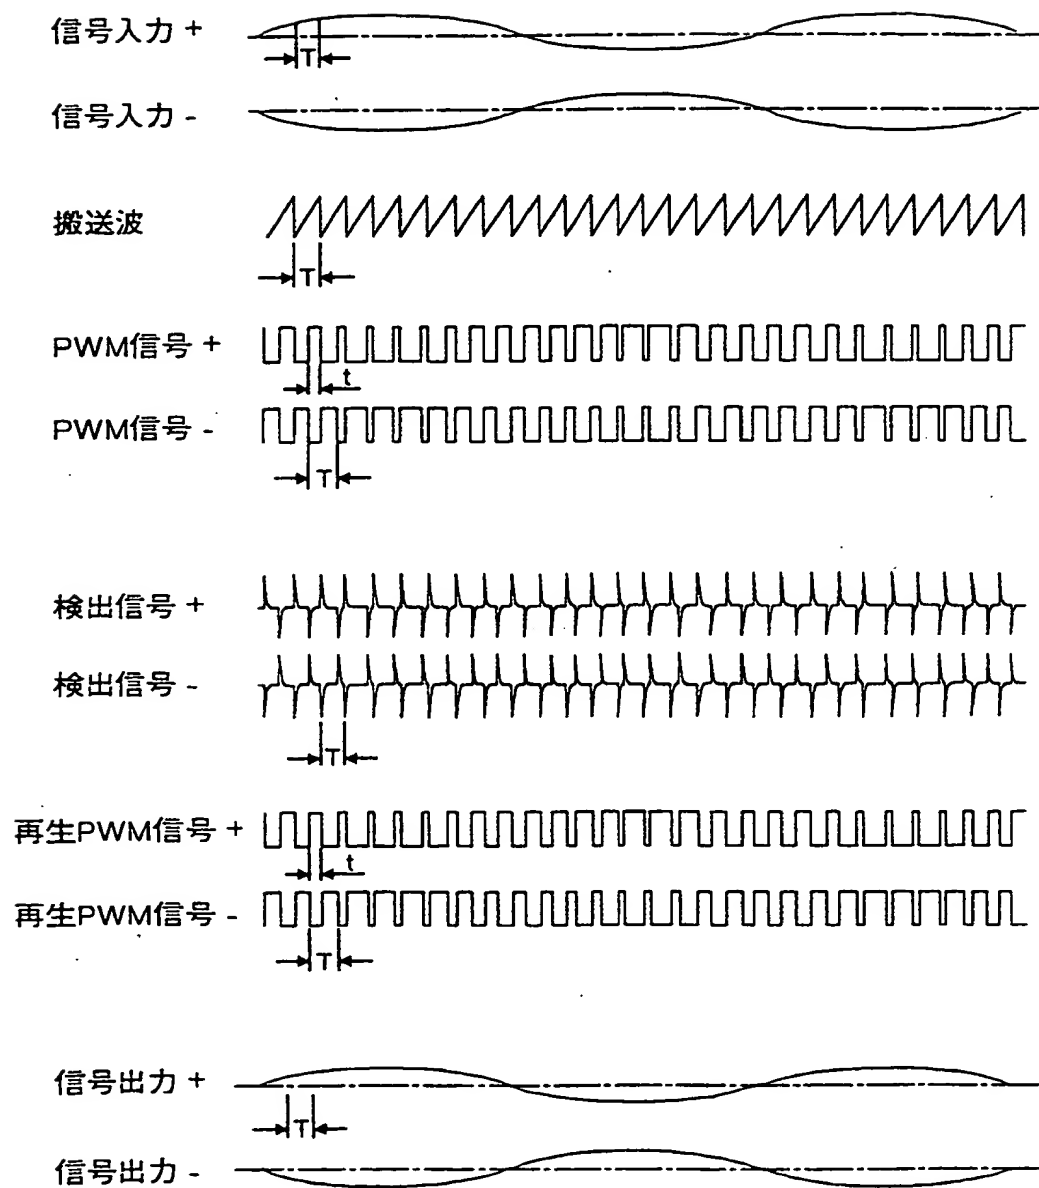 信号入力 +
T
信号入力 -
搬送波
T
PWM信号 +
t
PWM信号 -
T
検出信号 +
検出信号 -
T
再生PWM信号 +
t
再生PWM信号 -
T
信号出力 +
T
信号出力 -